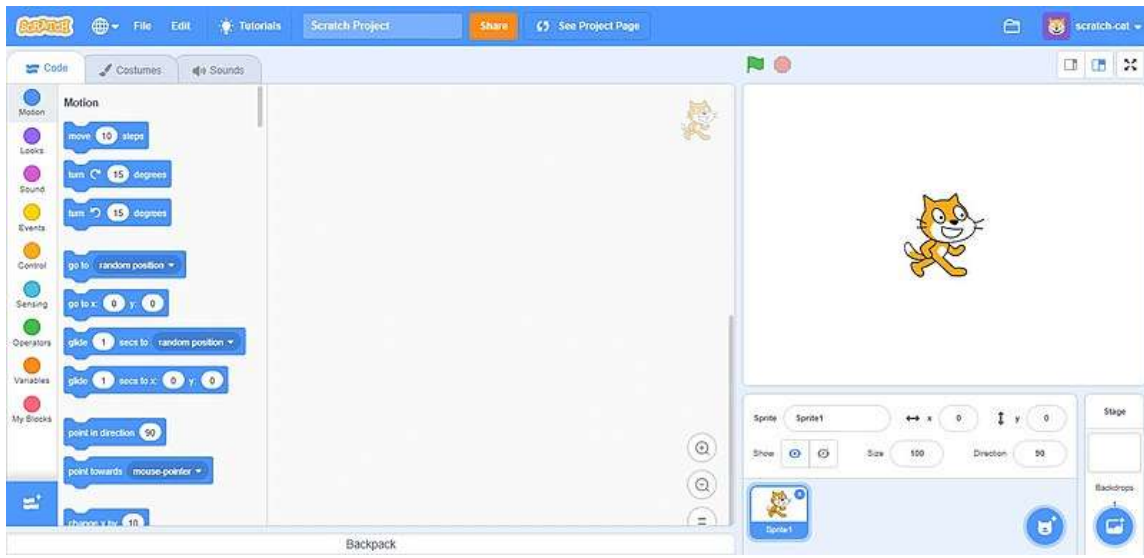 SCRATCH File Edit Tutorials Scratch Project Share See Project Page scratch-cat
Code Costumes Sounds
Motion
Looks
Sound
Events
Control
Sensing
Operators
Variables
My Blocks
Motion
move 10 steps
turn 15 degrees
turn 15 degrees
go to random position
go to x: 0 y: 0
glide 1 secs to random position
glide 1 secs to x: 0 y: 0
point in direction 90
point towards mouse-pointer
change x by 10
Backpack
Sprite Sprite1 x 0 y 0
Show Size 100 Direction 90
Sprite1
Stage
Backdrops
1